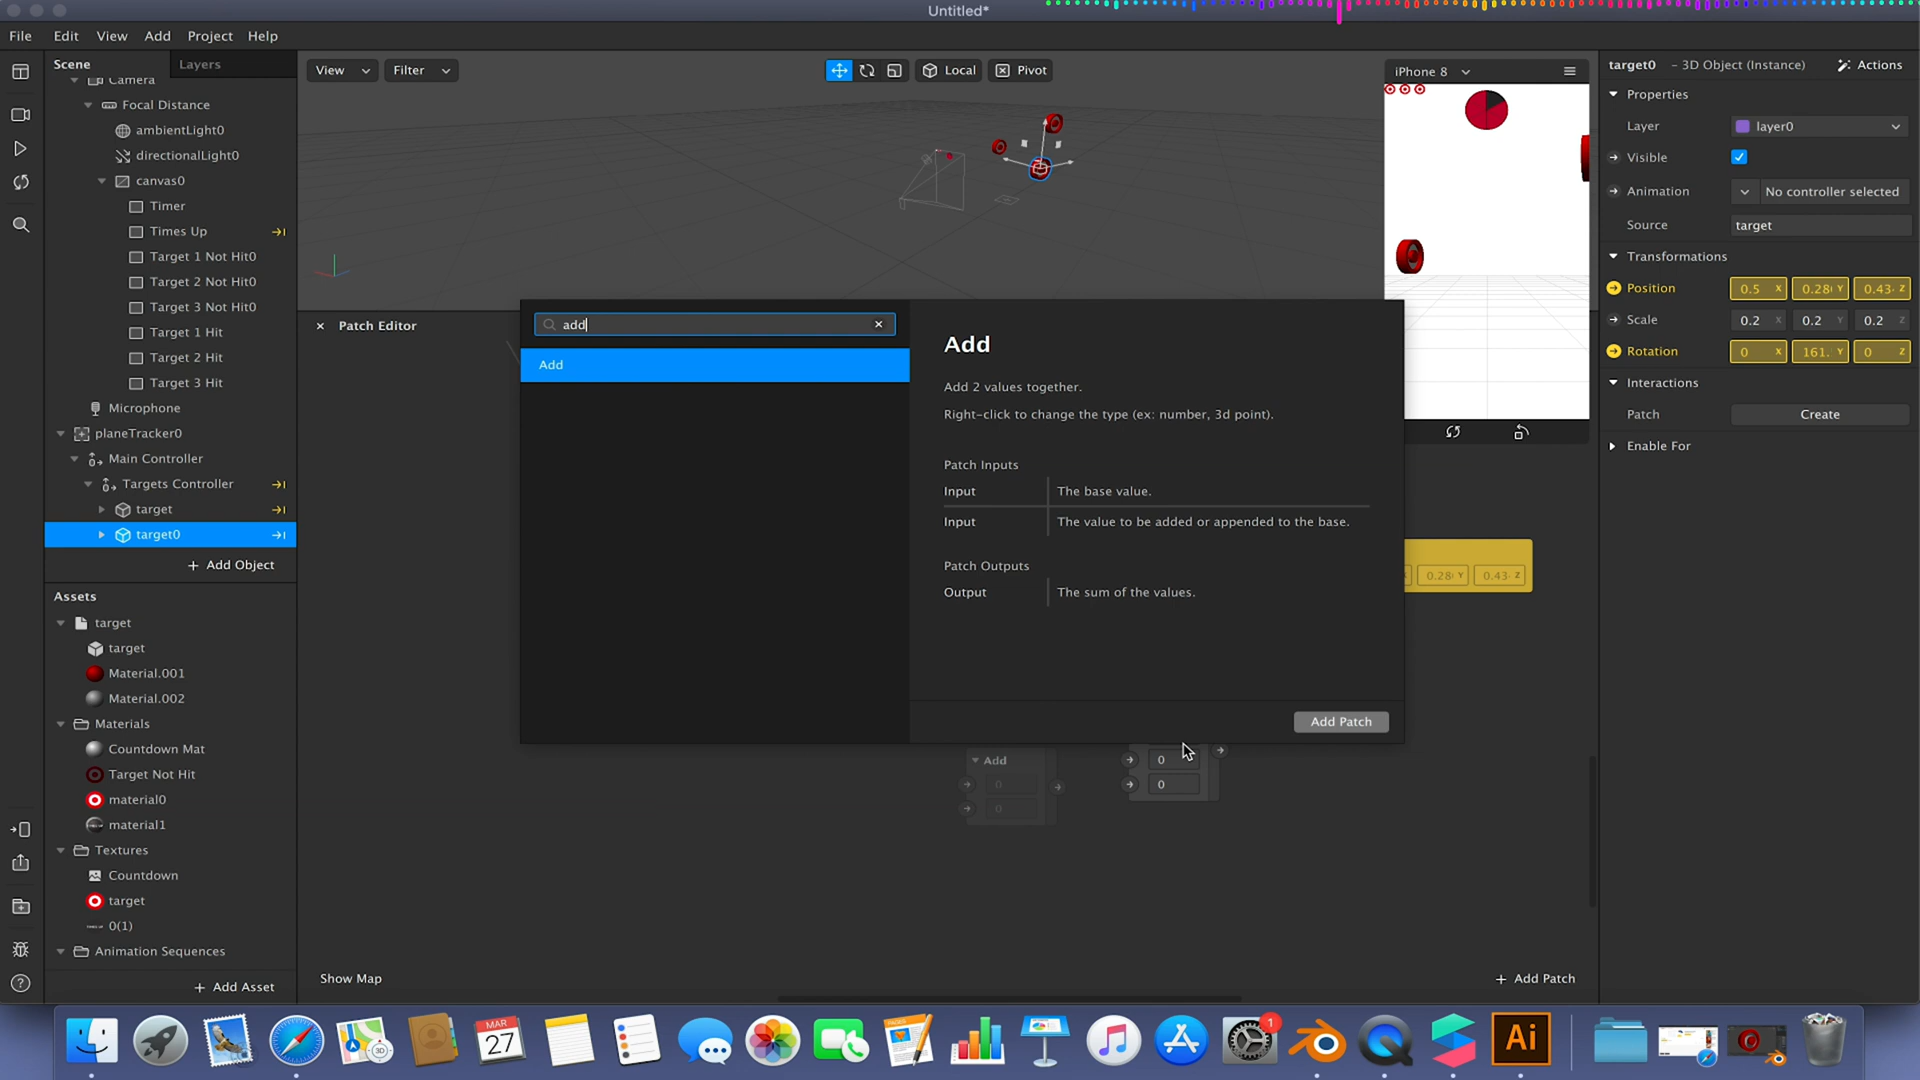 Untitled*
File Edit View Add Project Help
Scene Layers
Camera
Focal Distance
ambientLight0
directionalLight0
canvas0
Timer
Times Up
Target 1 Not Hit0
Target 2 Not Hit0
Target 3 Not Hit0
Target 1 Hit
Target 2 Hit
Target 3 Hit
Microphone
planeTracker0
Main Controller
Targets Controller
target
target0
+ Add Object
Assets
target
target
Material.001
Material.002
Materials
Countdown Mat
Target Not Hit
material0
material1
Textures
Countdown
target
0(1)
Animation Sequences
+ Add Asset
View Filter Local Pivot
iPhone 8
Patch Editor
add
Add
Add
Add 2 values together.
Right-click to change the type (ex: number, 3d point).
Patch Inputs
Input The base value.
Input The value to be added or appended to the base.
Patch Outputs
Output The sum of the values.
Add Patch
0.28 Y 0.43 Z
Add
0
0
0
0
Show Map
+ Add Patch
target0 – 3D Object (Instance) Actions
Properties
Layer layer0
Visible
Animation No controller selected
Source target
Transformations
Position 0.5 X 0.28 Y 0.43 Z
Scale 0.2 X 0.2 Y 0.2 Z
Rotation 0 X 161. Y 0 Z
Interactions
Patch Create
Enable For
MAR
27
3D
1
Ai